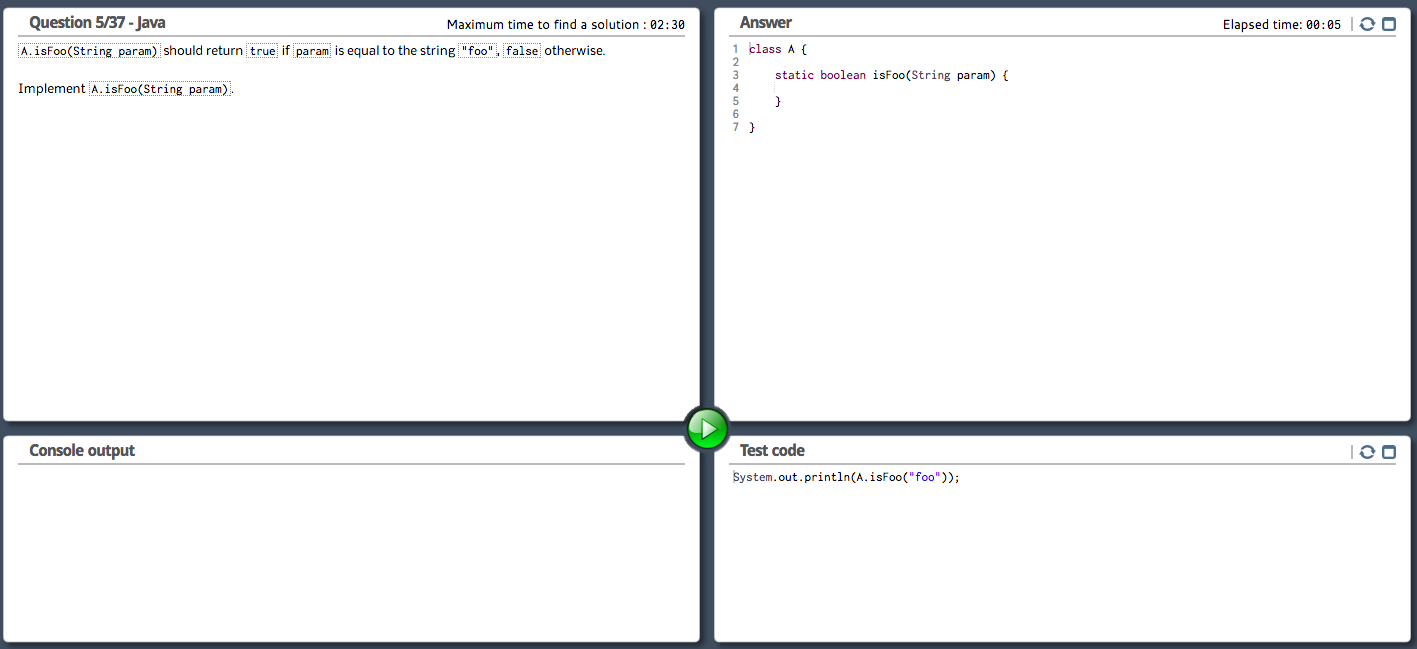 Question 5/37 - Java
Maximum time to find a solution : 02:30
A.isFoo(String param) should return true if param is equal to the string "foo", false otherwise.
Implement A.isFoo(String param).
Answer
Elapsed time: 00:05
1 class A {
2
3 static boolean isFoo(String param) {
4
5 }
6
7 }
Console output
Test code
System.out.println(A.isFoo("foo"));